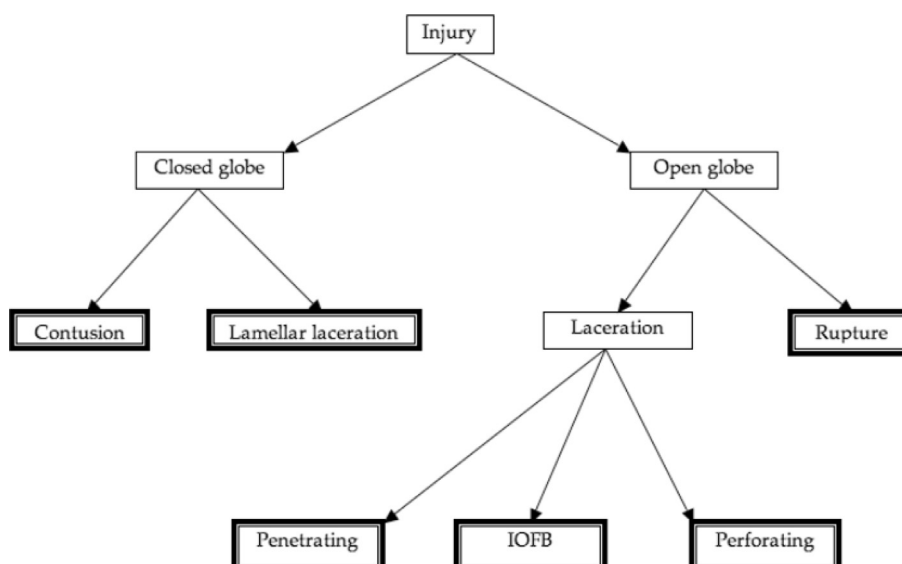 Injury
Closed globe
Open globe
Contusion
Lamellar laceration
Laceration
Rupture
Penetrating
IOFB
Perforating